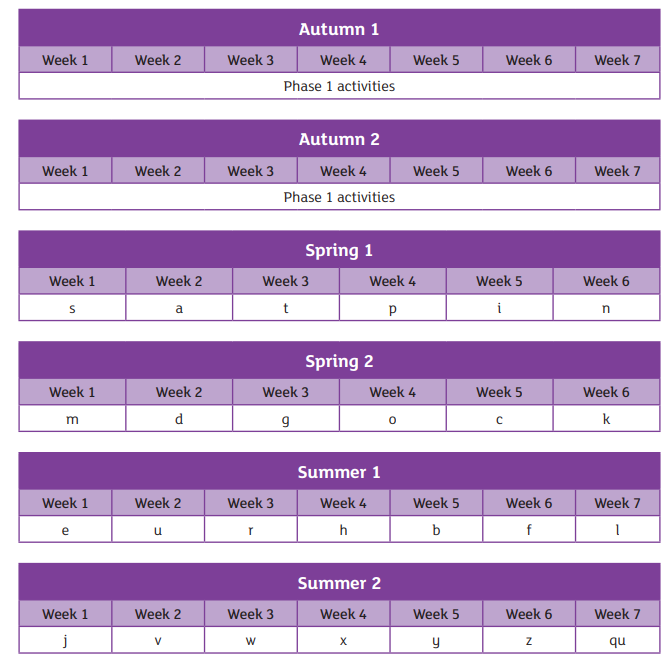 Autumn 1
Week 1 Week 2 Week 3 Week 4 Week 5 Week 6 Week 7
Phase 1 activities
Autumn 2
Week 1 Week 2 Week 3 Week 4 Week 5 Week 6 Week 7
Phase 1 activities
Spring 1
Week 1 Week 2 Week 3 Week 4 Week 5 Week 6
s a t p i n
Spring 2
Week 1 Week 2 Week 3 Week 4 Week 5 Week 6
m d g o c k
Summer 1
Week 1 Week 2 Week 3 Week 4 Week 5 Week 6 Week 7
e u r h b f l
Summer 2
Week 1 Week 2 Week 3 Week 4 Week 5 Week 6 Week 7
j v w x y z qu